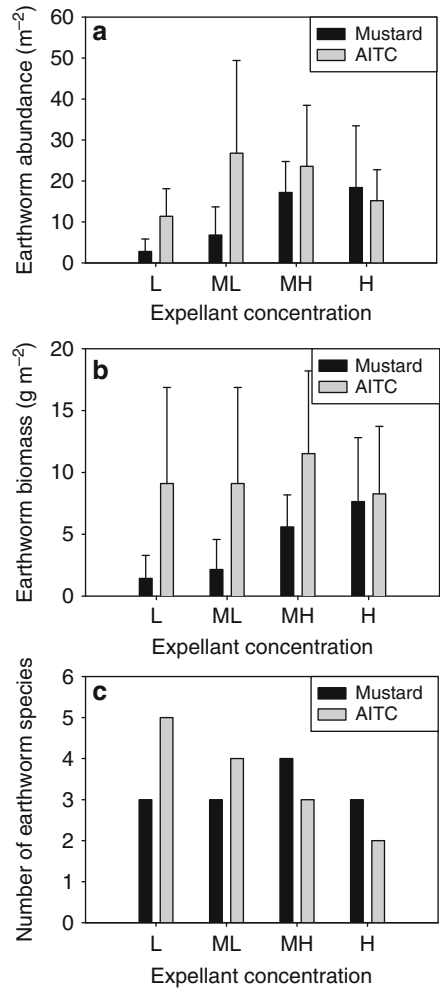 a
Mustard
AITC
Earthworm abundance (m⁻²)
60
50
40
30
20
10
0
L ML MH H
Expellant concentration
b
Mustard
AITC
Earthworm biomass (g m⁻²)
20
15
10
5
0
L ML MH H
Expellant concentration
c
Mustard
AITC
Number of earthworm species
6
5
4
3
2
1
0
L ML MH H
Expellant concentration